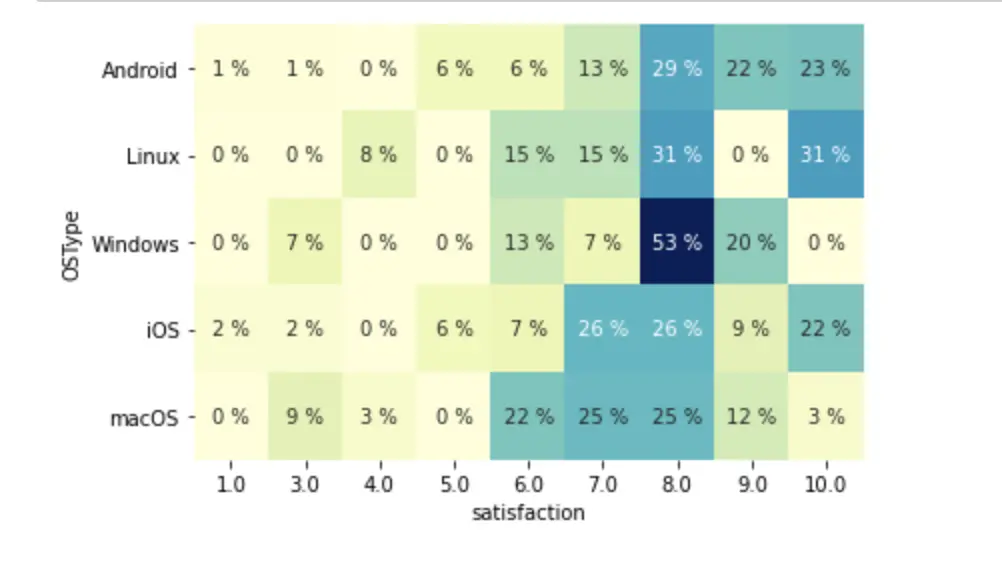 Android 1 % 1 % 0 % 6 % 6 % 13 % 29 % 22 % 23 %
Linux 0 % 0 % 8 % 0 % 15 % 15 % 31 % 0 % 31 %
OSType
Windows 0 % 7 % 0 % 0 % 13 % 7 % 53 % 20 % 0 %
iOS 2 % 2 % 0 % 6 % 7 % 26 % 26 % 9 % 22 %
macOS 0 % 9 % 3 % 0 % 22 % 25 % 25 % 12 % 3 %
1.0 3.0 4.0 5.0 6.0 7.0 8.0 9.0 10.0
satisfaction